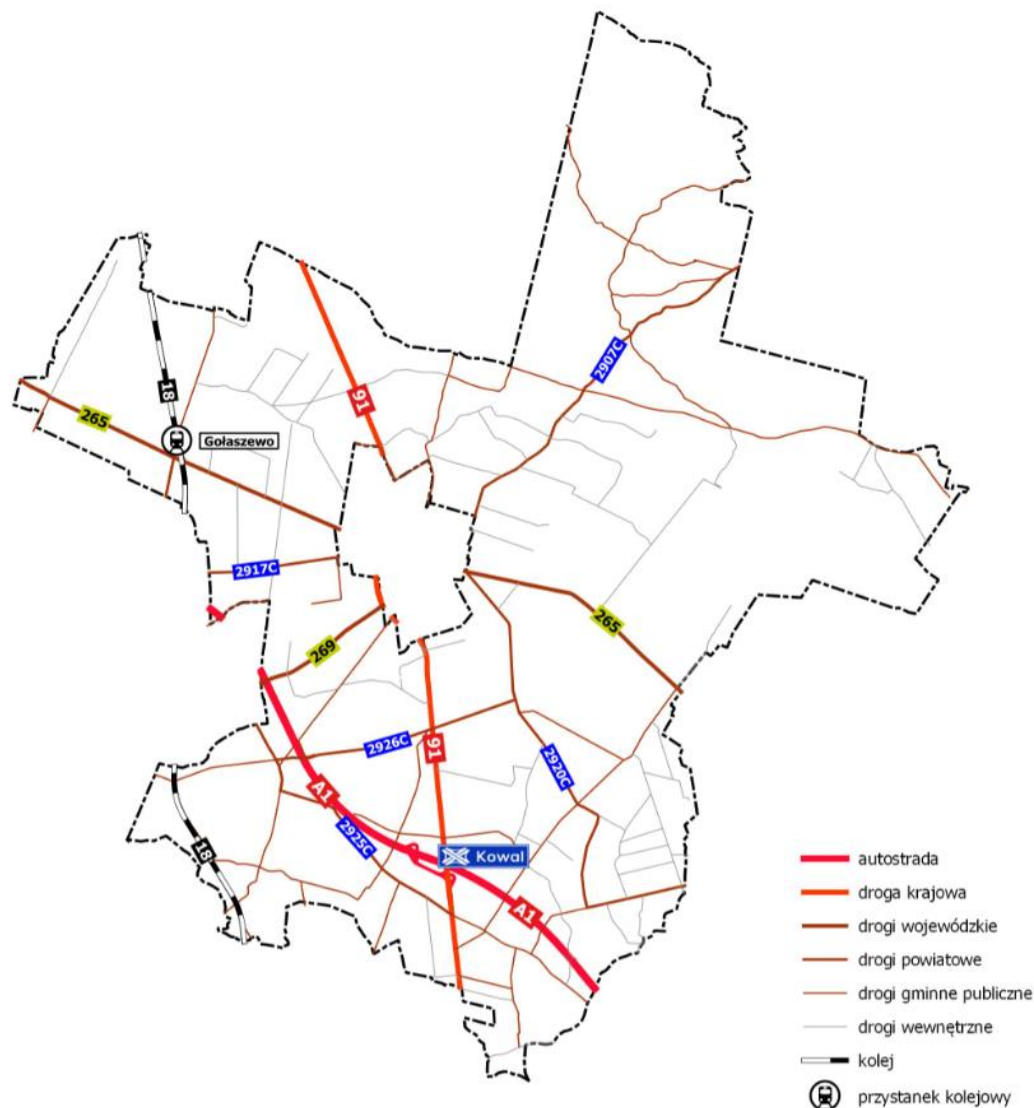 2907C
18
91
265
Gołaszewo
2917C
265
269
2926C
91
2920C
A1
2925C
18
Kowal
A1
autostrada
droga krajowa
drogi wojewódzkie
drogi powiatowe
drogi gminne publiczne
drogi wewnętrzne
kolej
przystanek kolejowy